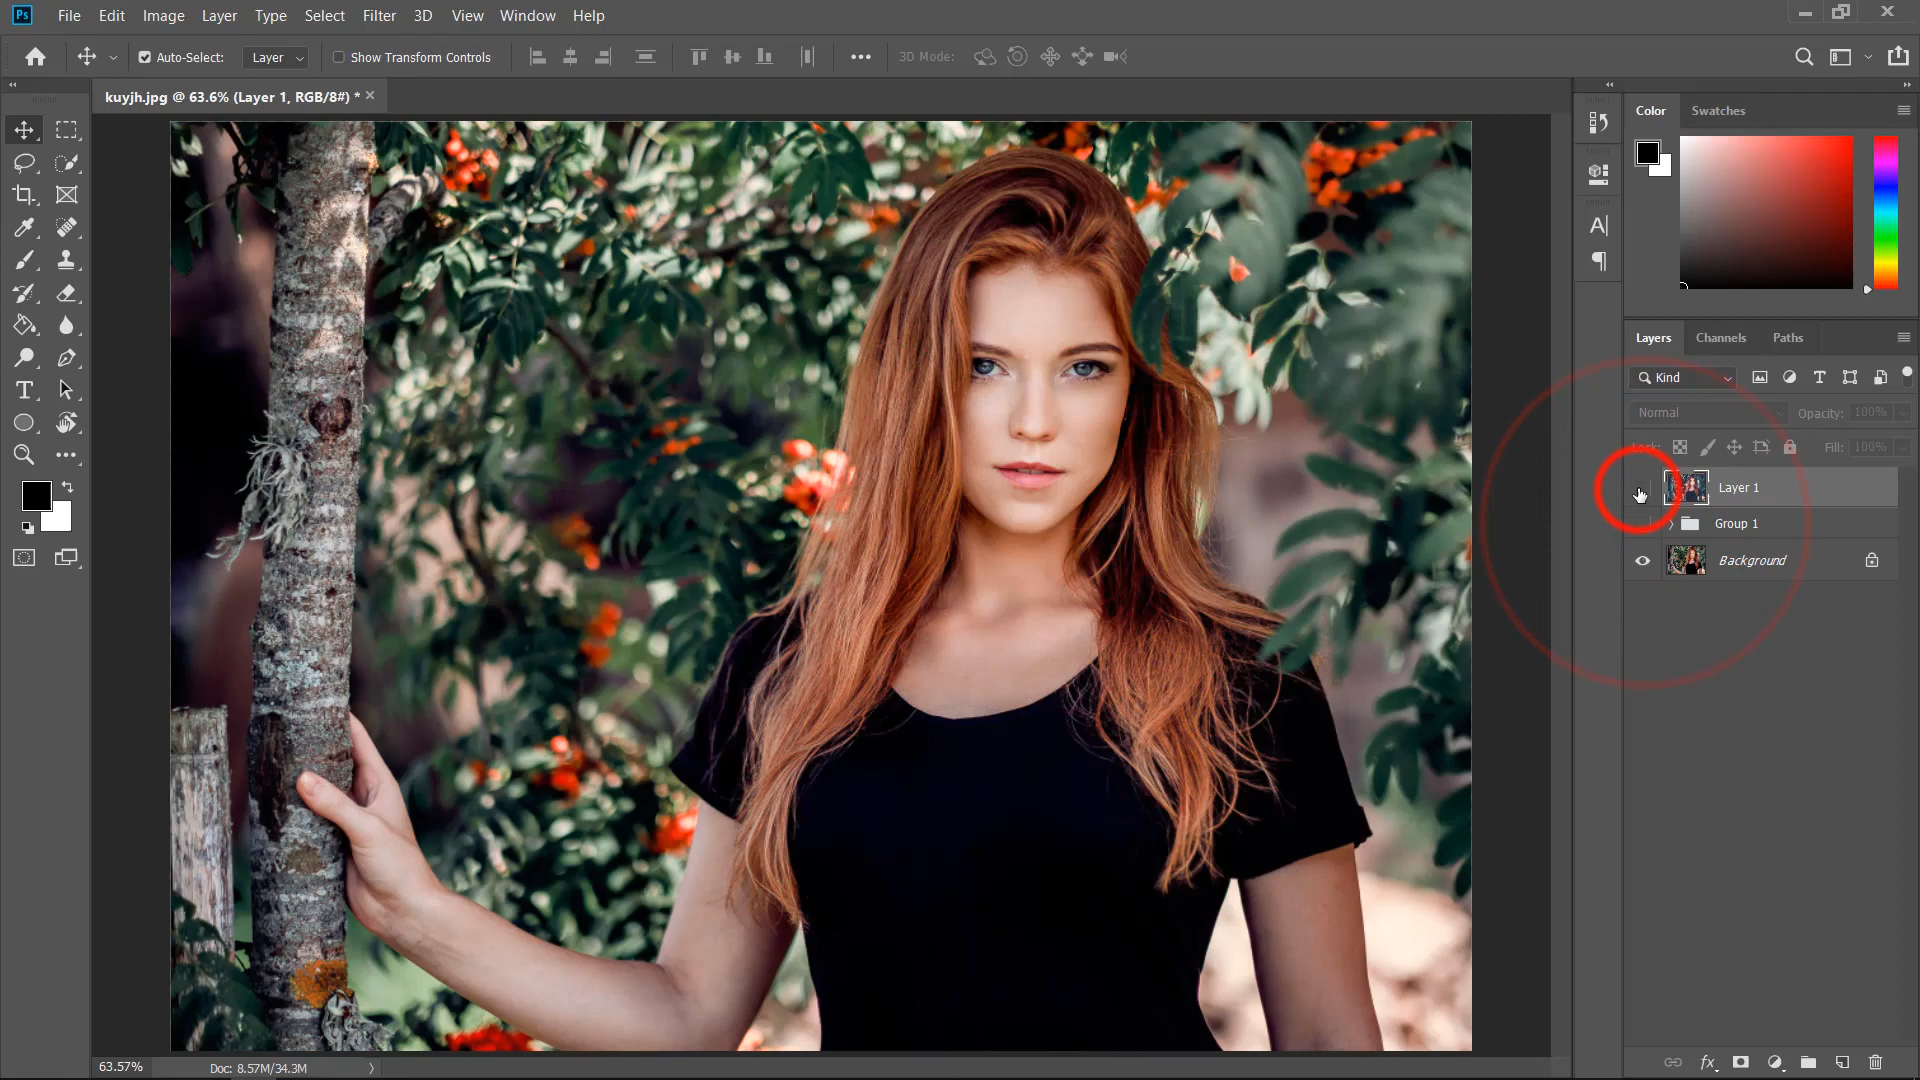 Ps File Edit Image Layer Type Select Filter 3D View Window Help
Auto-Select: Layer Show Transform Controls 3D Mode:
kuyjh.jpg @ 63.6% (Layer 1, RGB/8#) * ×
Color Swatches
Layers Channels Paths
Kind
Normal Opacity: 100%
Lock: Fill: 100%
Layer 1
Group 1
Background
63.57% Doc: 8.57M/34.3M